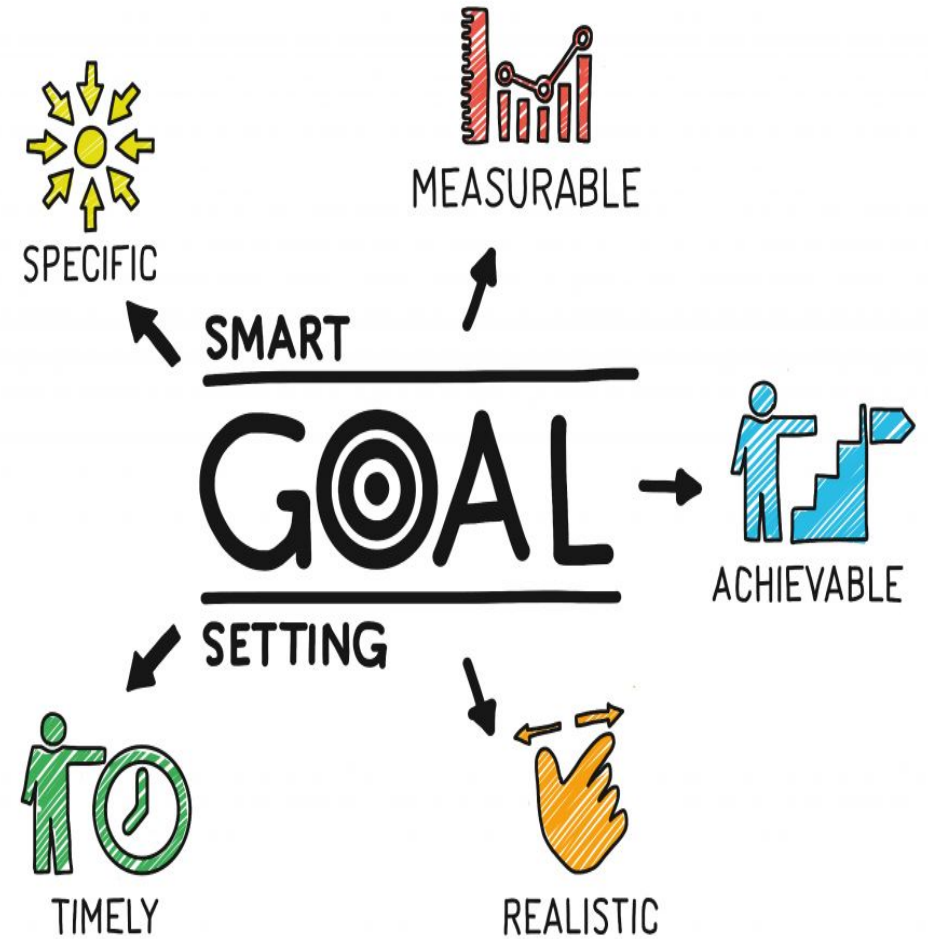 MEASURABLE
SPECIFIC
SMART
GOAL
SETTING
ACHIEVABLE
TIMELY
REALISTIC